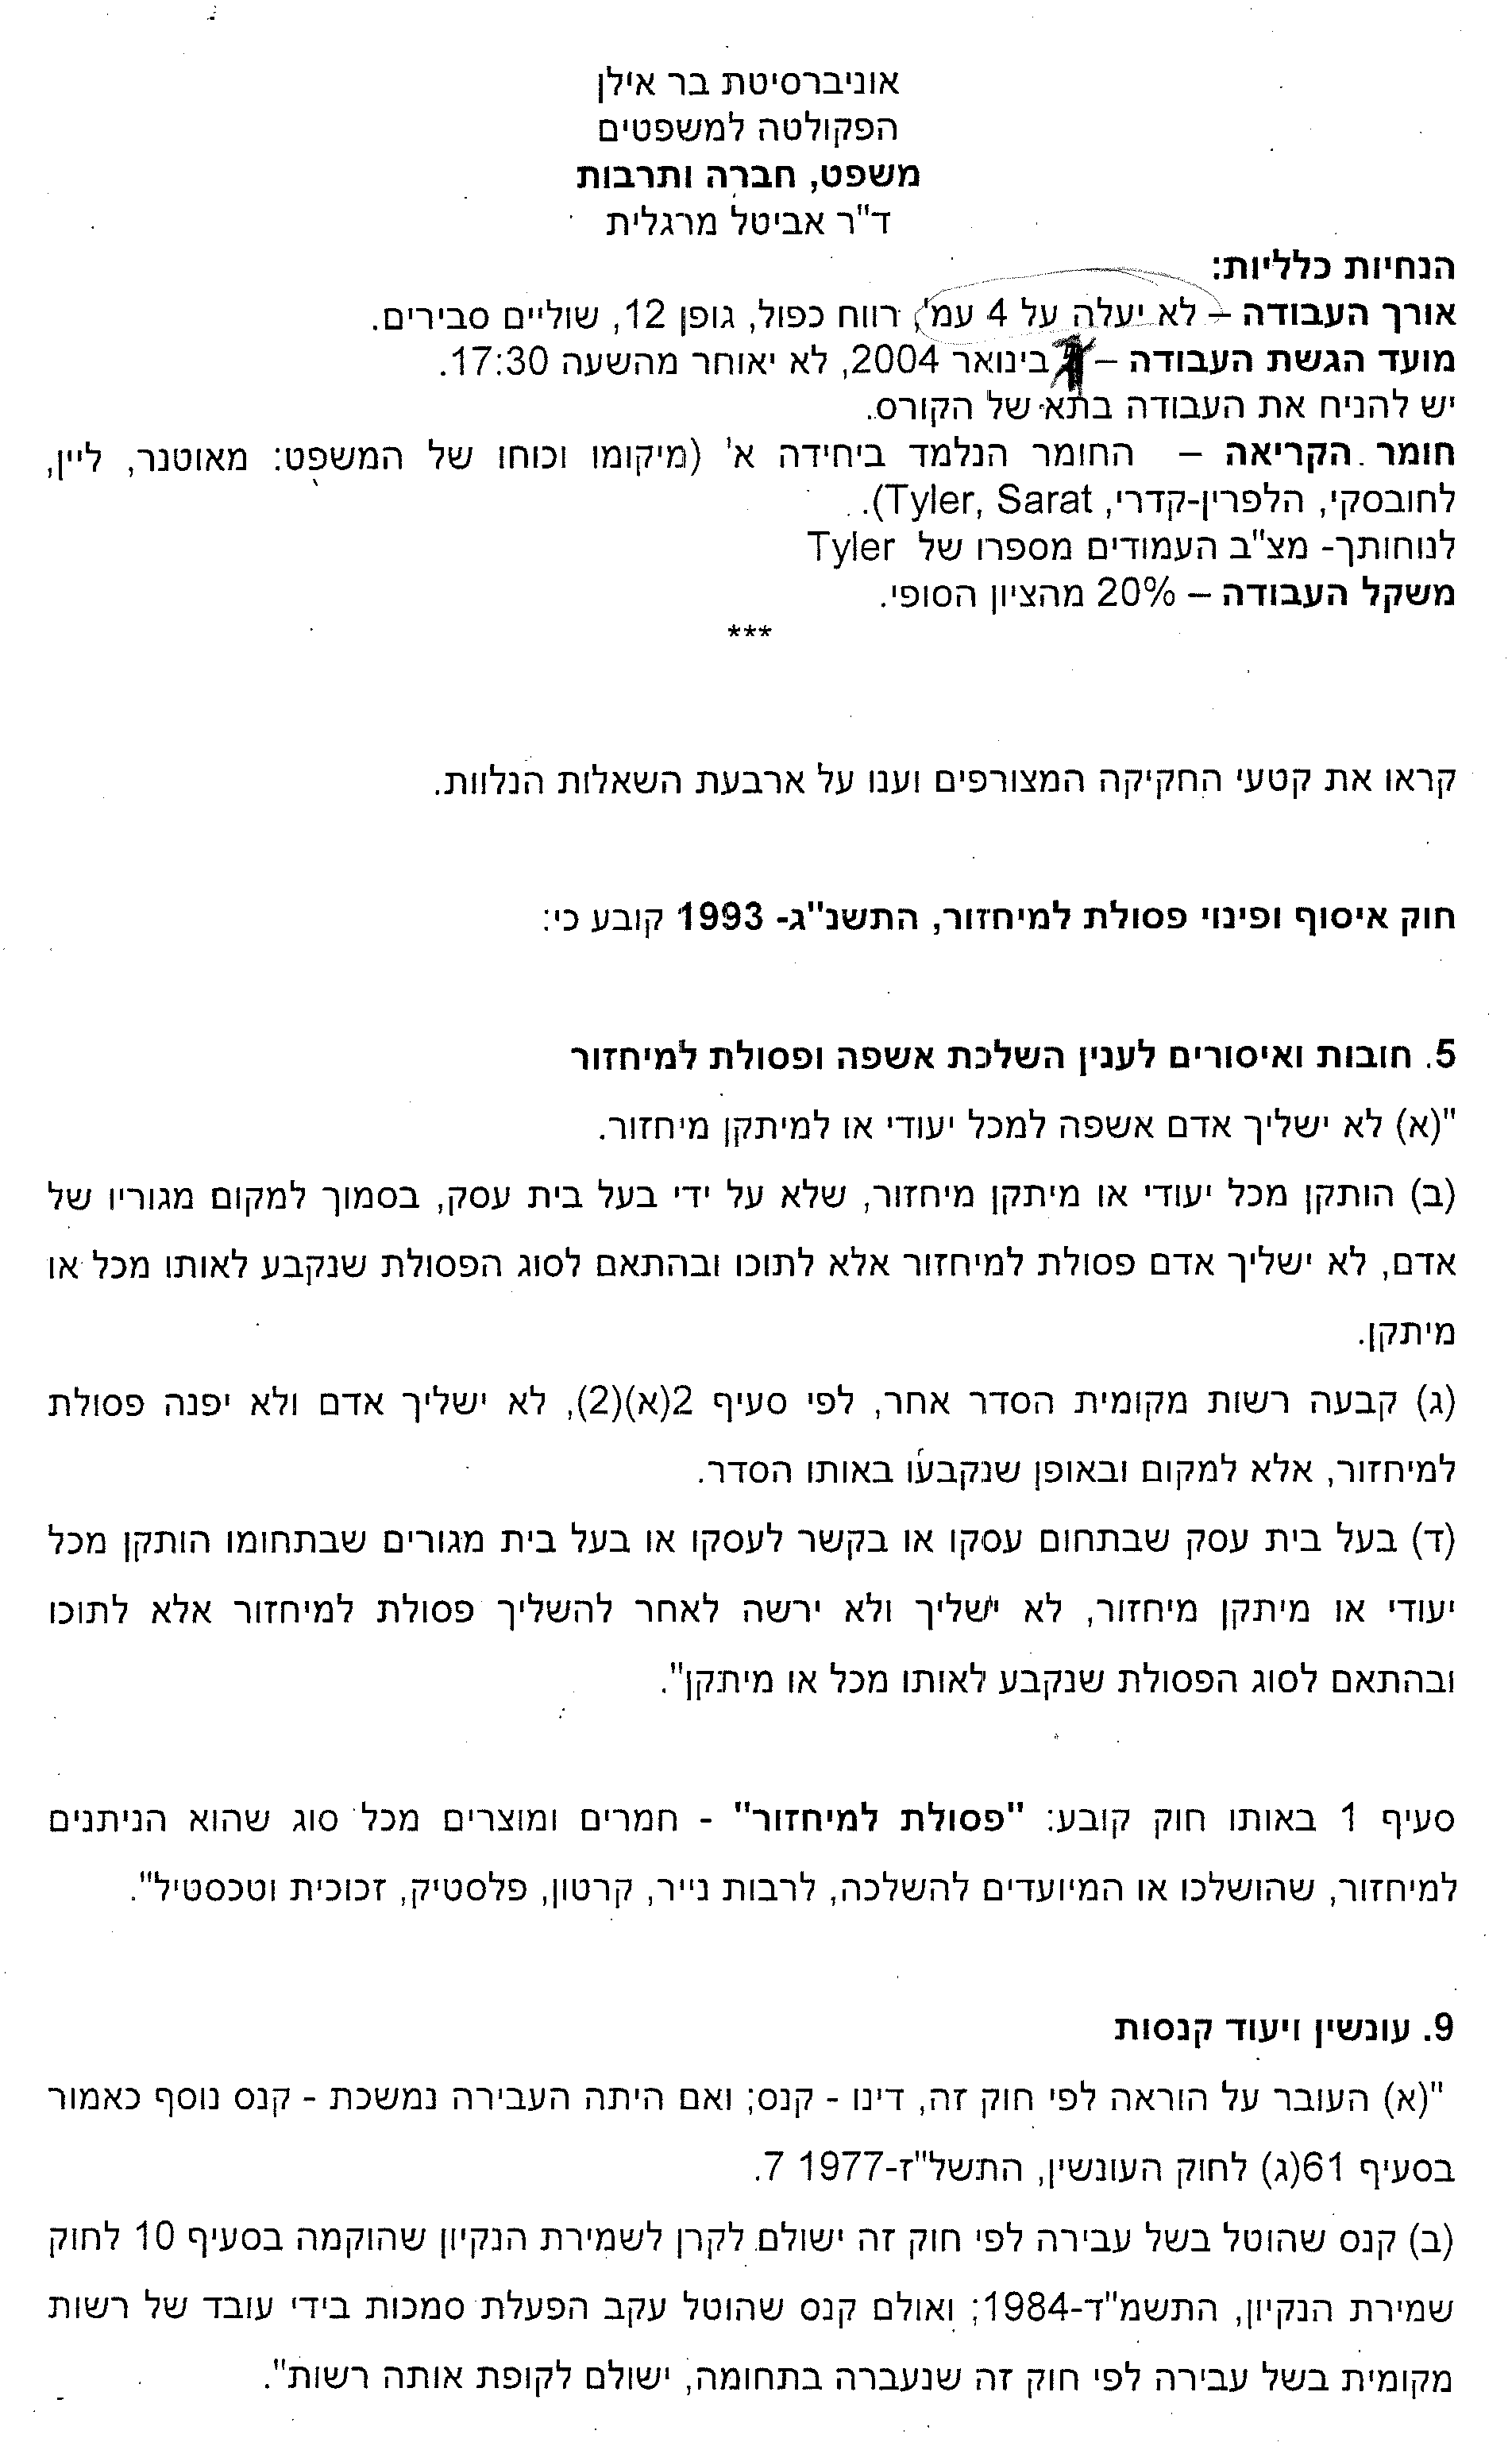 אוניברסיטת בר אילן
הפקולטה למשפטים
משפט, חברה ותרבות
ד"ר אביטל מרגלית
הנחיות כלליות:
אורך העבודה – לא יעלה על 4 עמ', רווח כפול, גופן 12, שוליים סבירים.
מועד הגשת העבודה – בינואר 2004, לא יאוחר מהשעה 17:30.
יש להניח את העבודה בתא של הקורס.
חומר הקריאה – החומר הנלמד ביחידה א' (מיקומו וכוחו של המשפט: מאוטנר, ליין,
לחובסקי, הלפרין-קדרי, Tyler, Sarat).
לנוחותך- מצ"ב העמודים מספרו של Tyler
משקל העבודה – 20% מהציון הסופי.
***
קראו את קטעי החקיקה המצורפים וענו על ארבעת השאלות הנלוות.
חוק איסוף ופינוי פסולת למיחזור, התשנ"ג- 1993 קובע כי:
5. חובות ואיסורים לענין השלכת אשפה ופסולת למיחזור
"(א) לא ישליך אדם אשפה למכל יעודי או למיתקן מיחזור.
(ב) הותקן מכל יעודי או מיתקן מיחזור, שלא על ידי בעל בית עסק, בסמוך למקום מגוריו של
אדם, לא ישליך אדם פסולת למיחזור אלא לתוכו ובהתאם לסוג הפסולת שנקבע לאותו מכל או
מיתקן.
(ג) קבעה רשות מקומית הסדר אחר, לפי סעיף 2(א)(2), לא ישליך אדם ולא יפנה פסולת
למיחזור, אלא למקום ובאופן שנקבעו באותו הסדר.
(ד) בעל בית עסק שבתחום עסקו או בקשר לעסקו או בעל בית מגורים שבתחומו הותקן מכל
יעודי או מיתקן מיחזור, לא ישליך ולא ירשה לאחר להשליך פסולת למיחזור אלא לתוכו
ובהתאם לסוג הפסולת שנקבע לאותו מכל או מיתקן".
סעיף 1 באותו חוק קובע: "פסולת למיחזור" - חמרים ומוצרים מכל סוג שהוא הניתנים
למיחזור, שהושלכו או המיועדים להשלכה, לרבות נייר, קרטון, פלסטיק, זכוכית וטכסטיל".
9. עונשין ויעוד קנסות
"(א) העובר על הוראה לפי חוק זה, דינו - קנס; ואם היתה העבירה נמשכת - קנס נוסף כאמור
בסעיף 61(ג) לחוק העונשין, התשל"ז-1977 7.
(ב) קנס שהוטל בשל עבירה לפי חוק זה ישולם לקרן לשמירת הנקיון שהוקמה בסעיף 10 לחוק
שמירת הנקיון, התשמ"ד-1984; ואולם קנס שהוטל עקב הפעלת סמכות בידי עובד של רשות
מקומית בשל עבירה לפי חוק זה שנעברה בתחומה, ישולם לקופת אותה רשות".